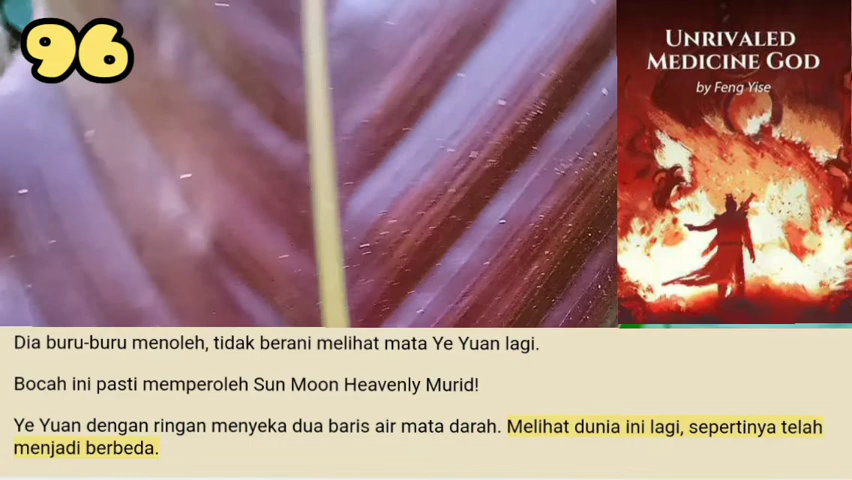 96
UNRIVALED
MEDICINE GOD
by Feng Yise
Dia buru-buru menoleh, tidak berani melihat mata Ye Yuan lagi.
Bocah ini pasti memperoleh Sun Moon Heavenly Murid!
Ye Yuan dengan ringan menyeka dua baris air mata darah. Melihat dunia ini lagi, sepertinya telah
menjadi berbeda.